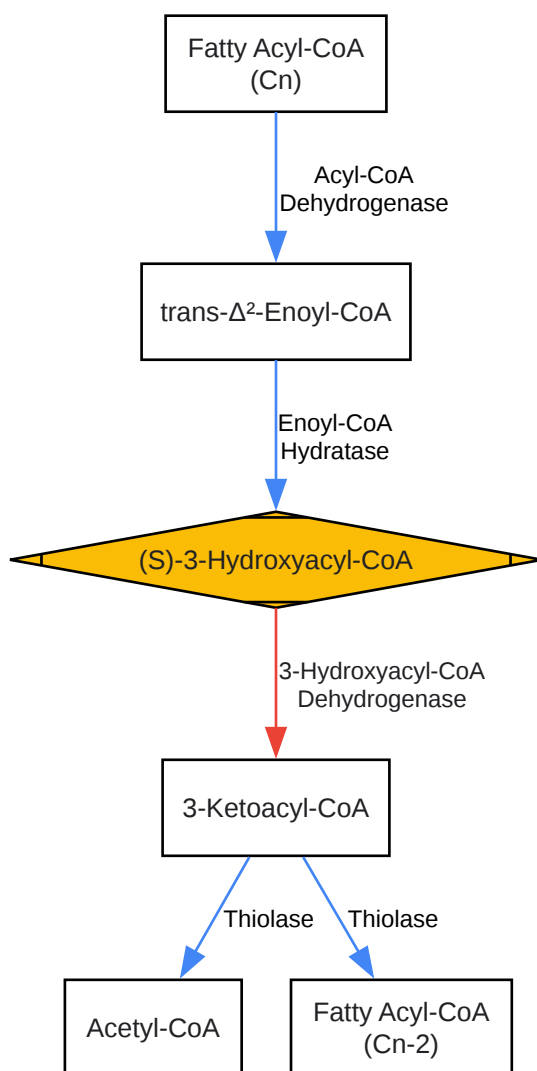 Fatty Acyl-CoA
(Cn)
Acyl-CoA
Dehydrogenase
trans-Δ²-Enoyl-CoA
Enoyl-CoA
Hydratase
(S)-3-Hydroxyacyl-CoA
3-Hydroxyacyl-CoA
Dehydrogenase
3-Ketoacyl-CoA
Thiolase
Thiolase
Acetyl-CoA
Fatty Acyl-CoA
(Cn-2)